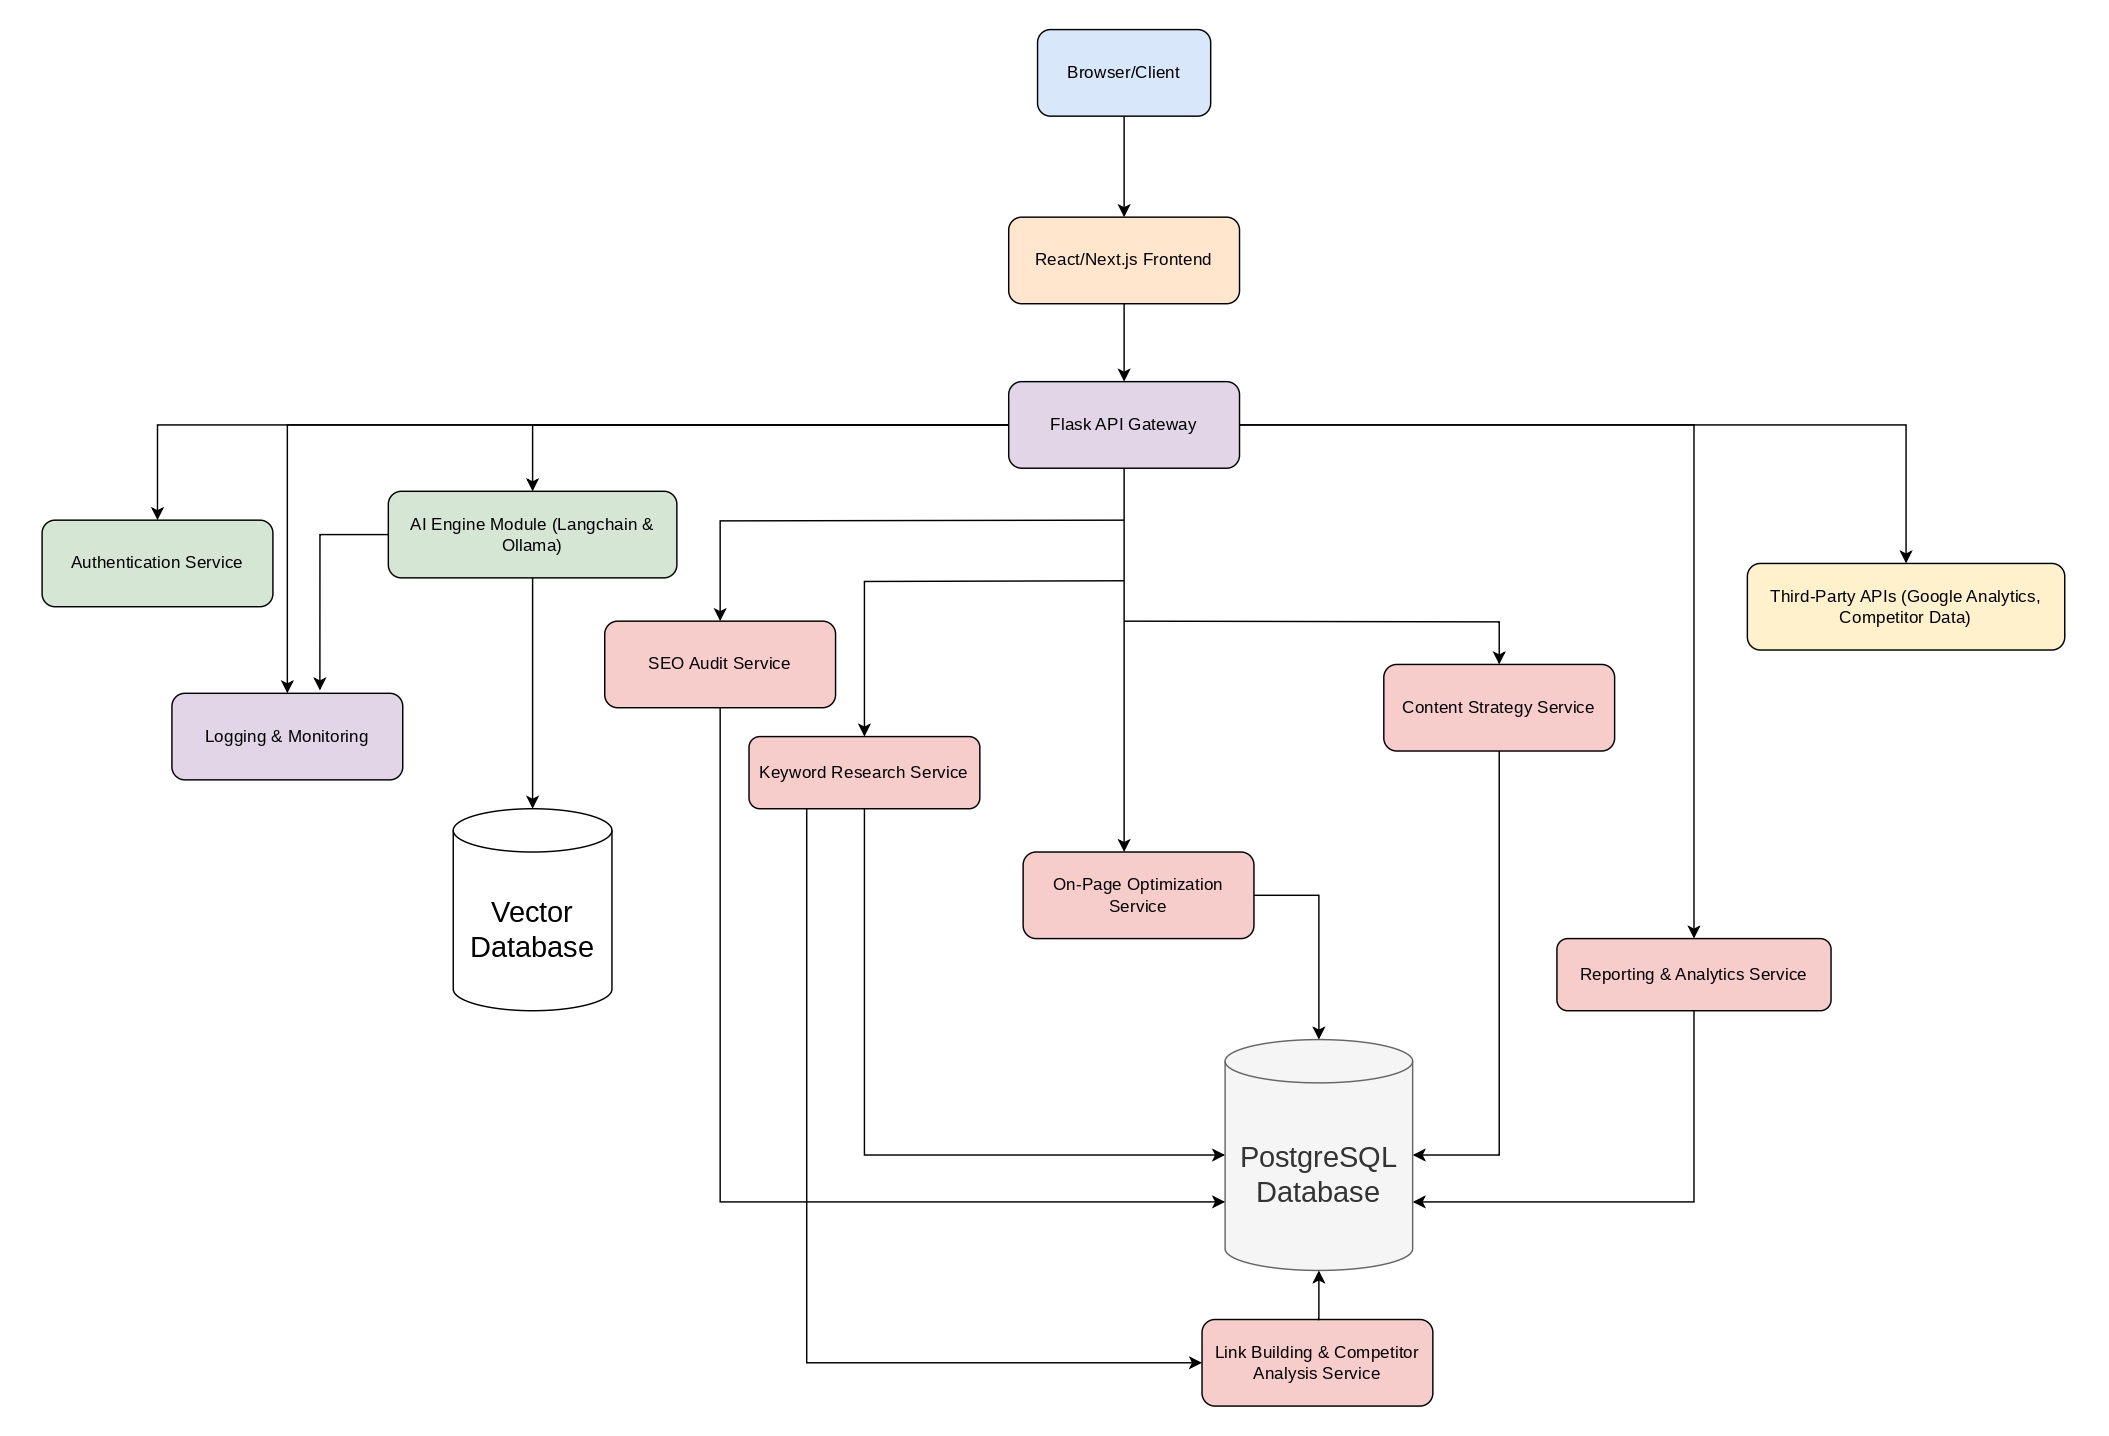 Browser/Client
React/Next.js Frontend
Flask API Gateway
Authentication Service
AI Engine Module (Langchain &
Ollama)
Logging & Monitoring
Vector
Database
SEO Audit Service
Keyword Research Service
On-Page Optimization
Service
Content Strategy Service
Third-Party APIs (Google Analytics,
Competitor Data)
Reporting & Analytics Service
PostgreSQL
Database
Link Building & Competitor
Analysis Service